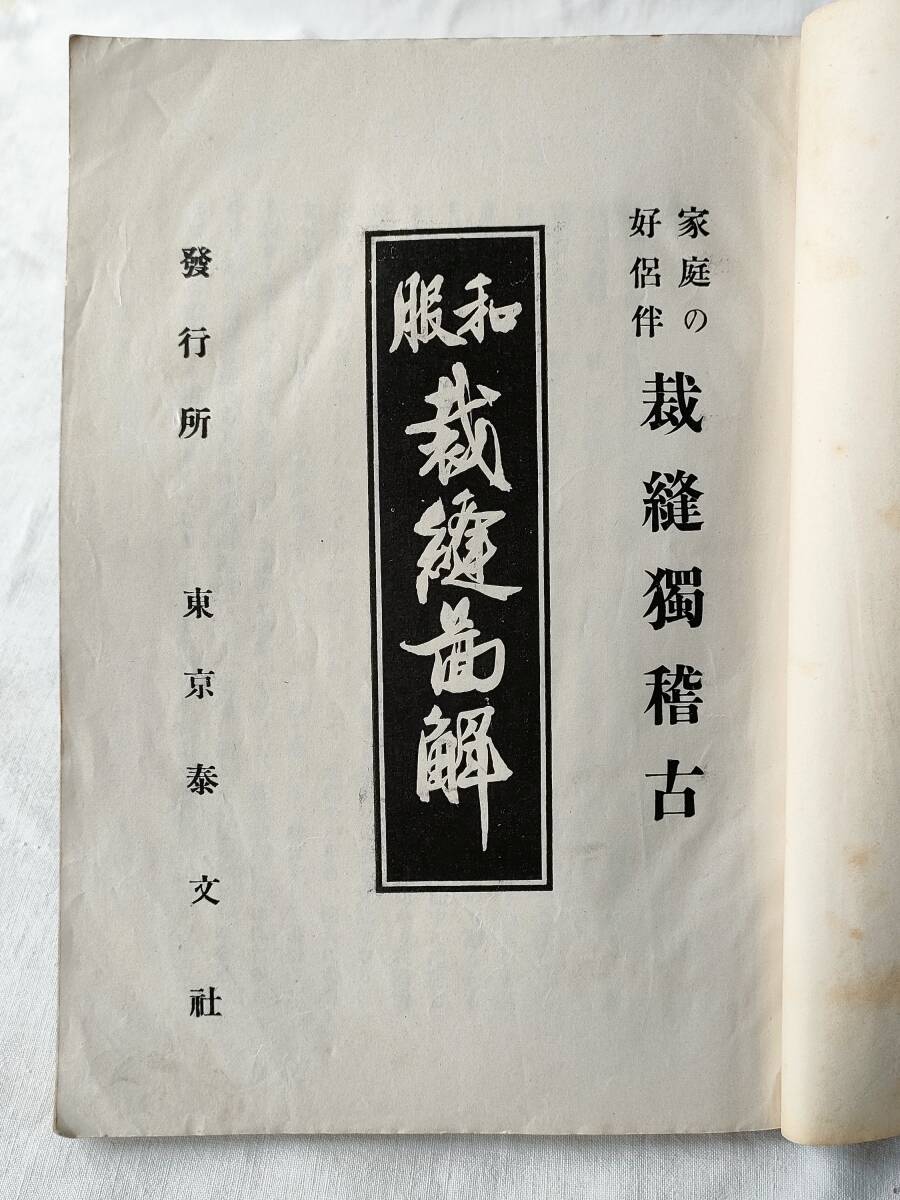 家庭の
好侶伴
裁縫獨稽古
和服
裁縫啚解
發行所 東京泰文社